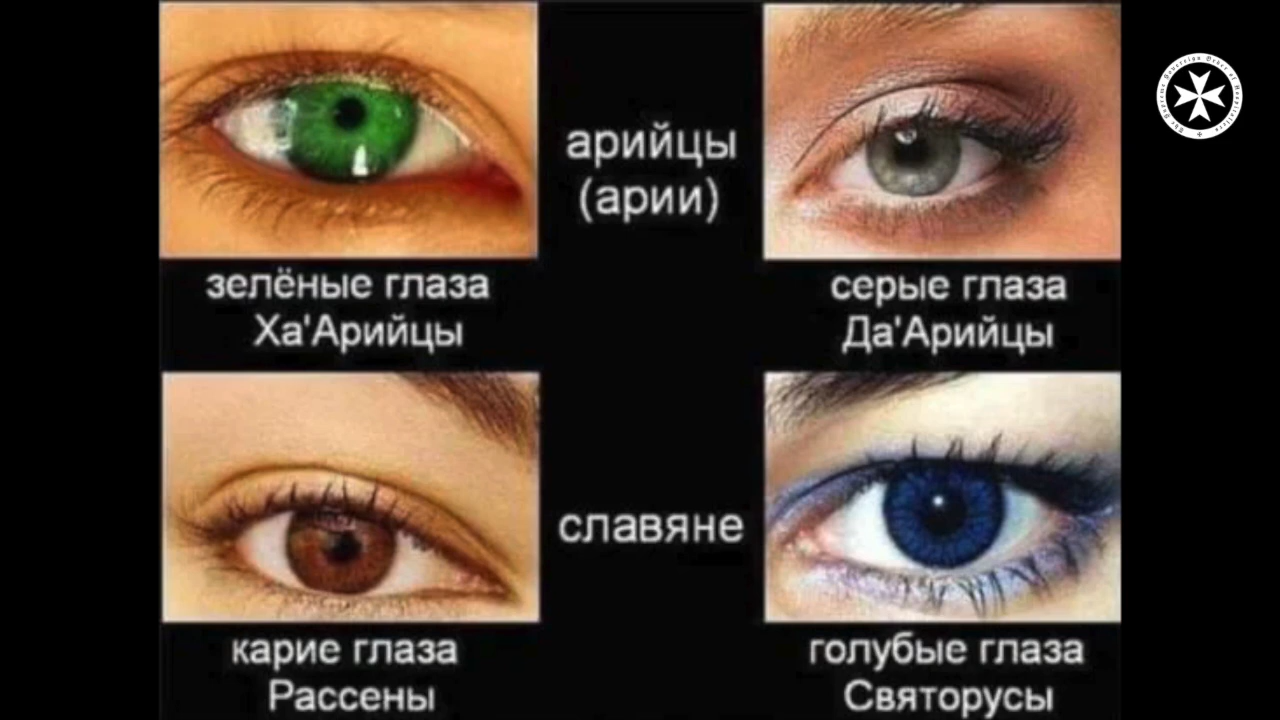 арийцы
(арии)
зелёные глаза
Ха'Арийцы
серые глаза
Да'Арийцы
славяне
карие глаза
Рассены
голубые глаза
Святорусы